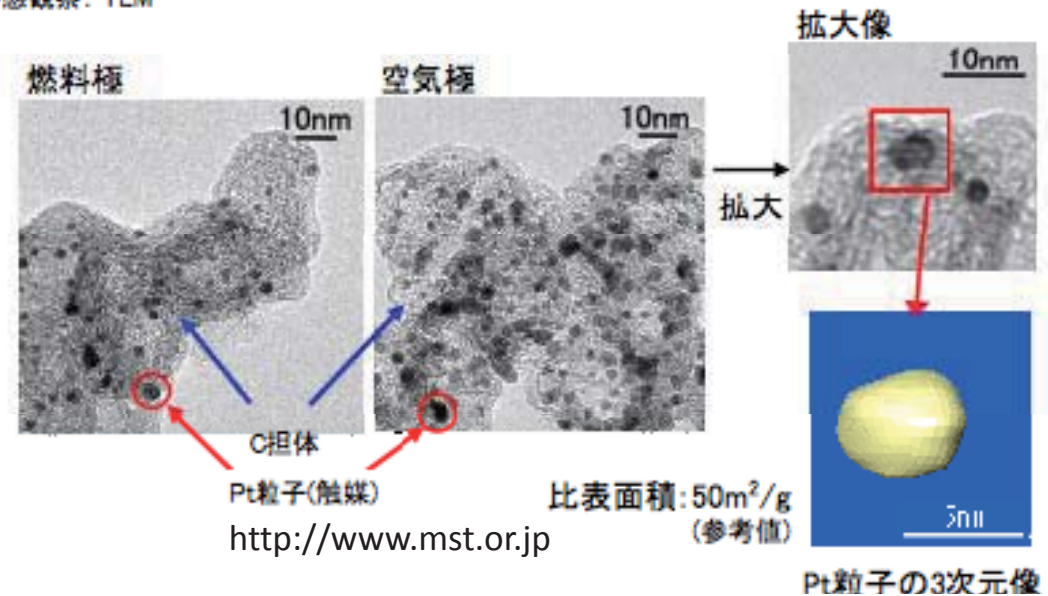 拡大像
燃料極
空気極
10nm
10nm
10nm
拡大
C担体
Pt粒子(触媒)
比表面積:50m²/g
(参考値)
http://www.mst.or.jp
Pt粒子の3次元像